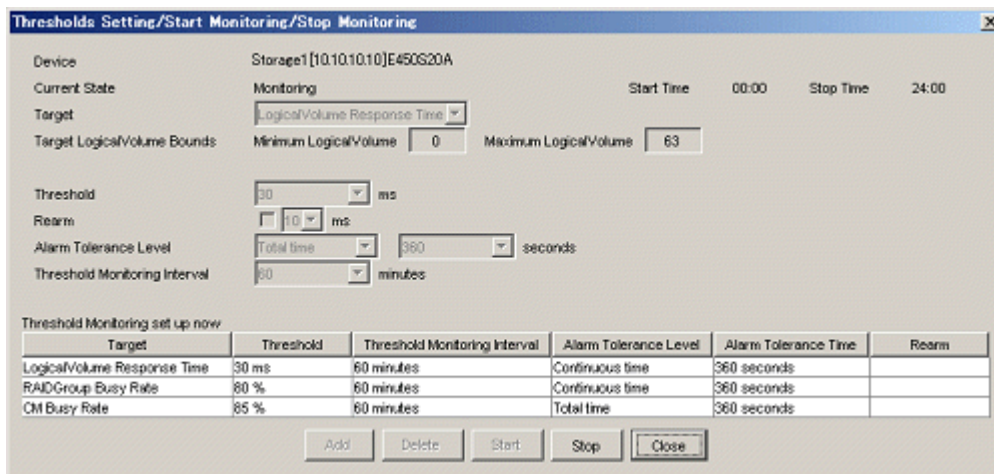 Thresholds Setting/Start Monitoring/Stop Monitoring
Device Storage1[10.10.10.10]E450S20A
Current State Monitoring Start Time 00:00 Stop Time 24:00
Target LogicalVolume Response Time
Target LogicalVolume Bounds Minimum LogicalVolume 0 Maximum LogicalVolume 63
Threshold 30 ms
Rearm 10 ms
Alarm Tolerance Level Total time 360 seconds
Threshold Monitoring Interval 60 minutes
Threshold Monitoring set up now
Target Threshold Threshold Monitoring Interval Alarm Tolerance Level Alarm Tolerance Time Rearm
LogicalVolume Response Time 30 ms 60 minutes Continuous time 360 seconds
RAIDGroup Busy Rate 80 % 60 minutes Continuous time 360 seconds
CM Busy Rate 85 % 60 minutes Total time 360 seconds
Add Delete Start Stop Close